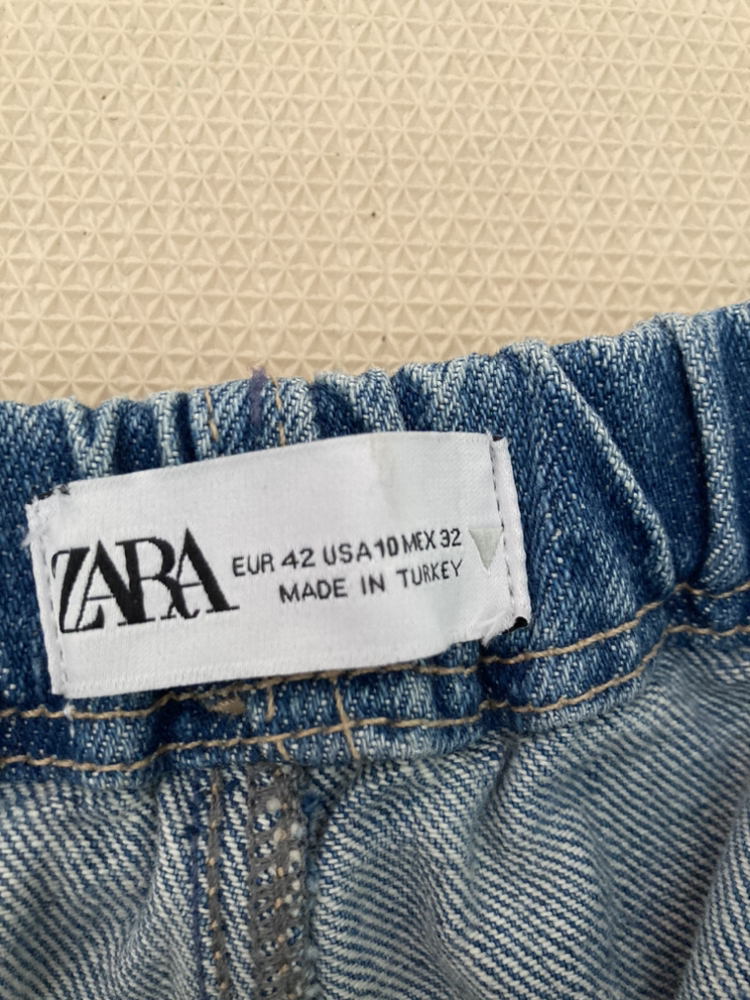 ZARA
EUR 42 USA 10 MEX 32
MADE IN TURKEY